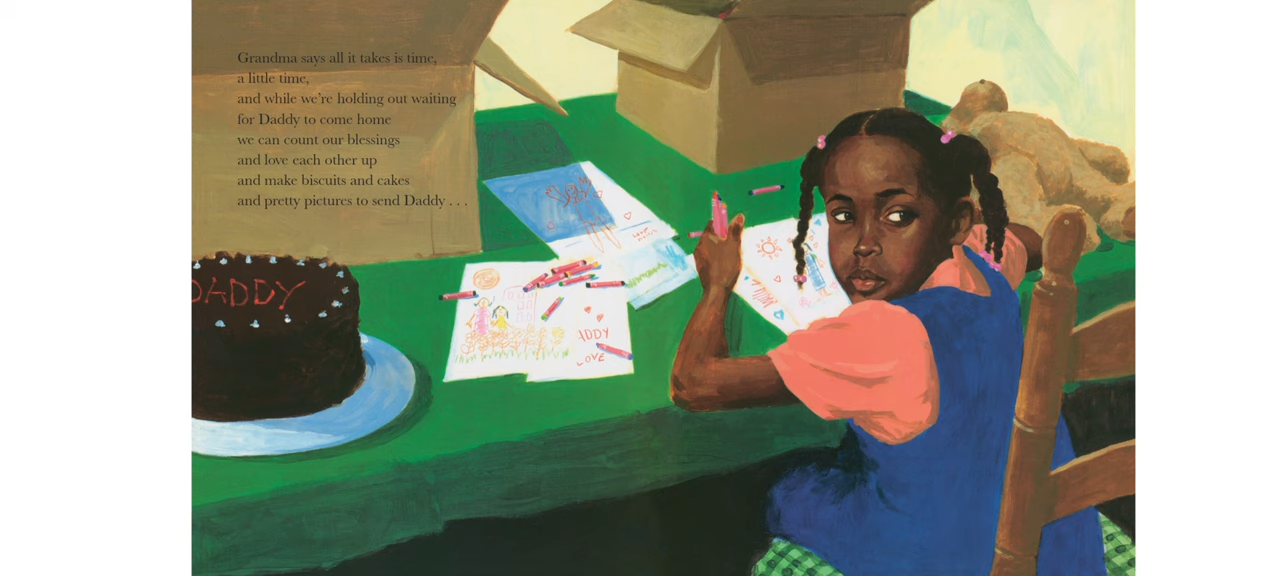 Grandma says all it takes is time,
a little time,
and while we’re holding out waiting
for Daddy to come home
we can count our blessings
and love each other up
and make biscuits and cakes
and pretty pictures to send Daddy . . .
DADDY
ADDY
LOVE